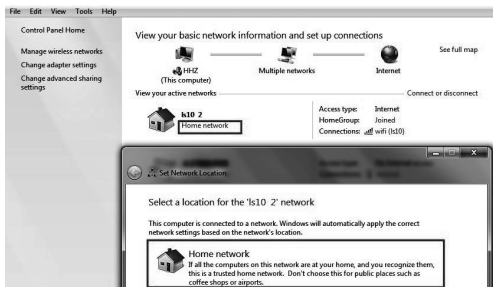 File Edit View Tools Help
Control Panel Home
Manage wireless networks
Change adapter settings
Change advanced sharing
settings
View your basic network information and set up connections
See full map
HHZ
(This computer)
Multiple networks
Internet
View your active networks
Connect or disconnect
ls10 2
Home network
Access type: Internet
HomeGroup: Joined
Connections: wifi (ls10)
Set Network Location
Select a location for the 'ls10 2' network
This computer is connected to a network. Windows will automatically apply the correct
network settings based on the network's location.
Home network
If all the computers on this network are at your home, and you recognize them,
this is a trusted home network. Don't choose this for public places such as
coffee shops or airports.